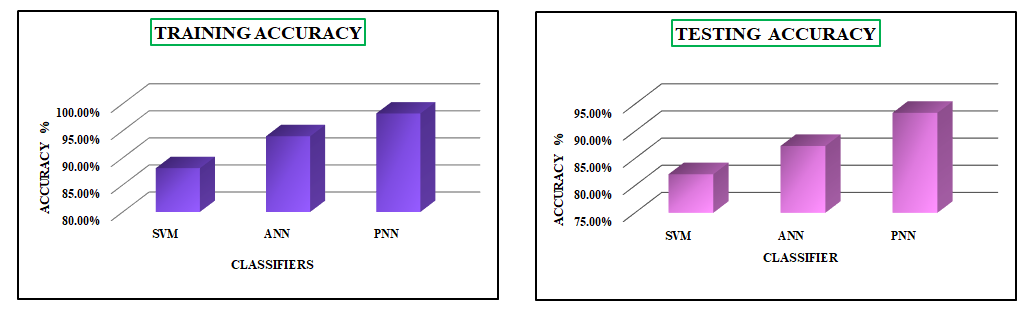 TRAINING ACCURACY
100.00%
95.00%
90.00%
85.00%
80.00%
ACCURACY %
SVM ANN PNN
CLASSIFIERS
TESTING ACCURACY
95.00%
90.00%
85.00%
80.00%
75.00%
ACCURACY %
SVM ANN PNN
CLASSIFIER